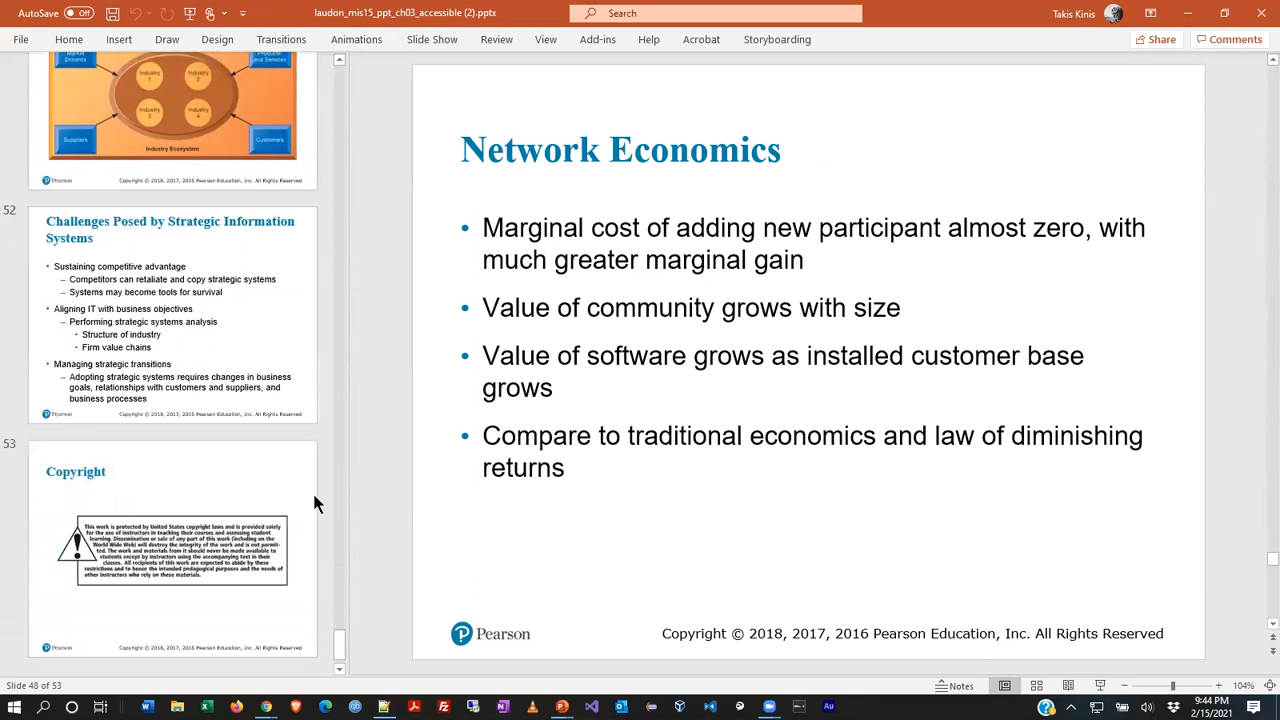 AutoSave Off
laudon_mis15_ppt_ch03_accessible (2).pptx
Search
Takis Kinis
File Home Insert Draw Design Transitions Animations Slide Show Review View Add-ins Help Acrobat Storyboarding
Share Comments
Entrants
and Services
Industry
1
Industry
2
Industry
3
Industry
4
Suppliers
Customers
Industry Ecosystem
Pearson
Copyright © 2018, 2017, 2016 Pearson Education, Inc. All Rights Reserved
52
Challenges Posed by Strategic Information
Systems
• Sustaining competitive advantage
– Competitors can retaliate and copy strategic systems
– Systems may become tools for survival
• Aligning IT with business objectives
– Performing strategic systems analysis
▪ Structure of industry
▪ Firm value chains
• Managing strategic transitions
– Adopting strategic systems requires changes in business
goals, relationships with customers and suppliers, and
business processes
Pearson
Copyright © 2018, 2017, 2016 Pearson Education, Inc. All Rights Reserved
53
Copyright
This work is protected by United States copyright laws and is provided solely
for the use of instructors in teaching their courses and assessing student
learning. Dissemination or sale of any part of this work (including on the
World Wide Web) will destroy the integrity of the work and is not permit-
ted. The work and materials from it should never be made available to
students except by instructors using the accompanying text in their
classes. All recipients of this work are expected to abide by these
restrictions and to honor the intended pedagogical purposes and the needs of
other instructors who rely on these materials.
Pearson
Copyright © 2018, 2017, 2016 Pearson Education, Inc. All Rights Reserved
Network Economics
• Marginal cost of adding new participant almost zero, with
much greater marginal gain
• Value of community grows with size
• Value of software grows as installed customer base
grows
• Compare to traditional economics and law of diminishing
returns
Pearson
Copyright © 2018, 2017, 2016 Pearson Education, Inc. All Rights Reserved
Slide 48 of 53
Notes
104%
9:44 PM
2/15/2021